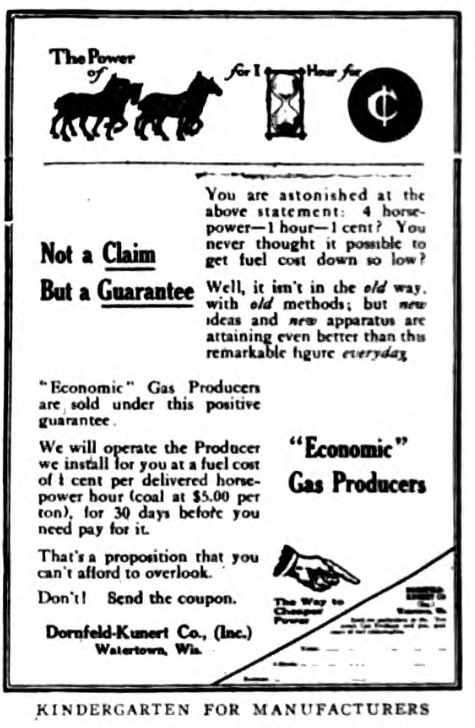 The Power
of
for 1
Hour for
¢
You are astonished at the
above statement: 4 horse-
power—1 hour—1 cent? You
never thought it possible to
get fuel cost down so low?
Not a Claim
But a Guarantee
Well, it isn't in the old way,
with old methods; but new
ideas and new apparatus are
attaining even better than this
remarkable figure everyday
"Economic" Gas Producers
are sold under this positive
guarantee.
We will operate the Producer
we install for you at a fuel cost
of ¼ cent per delivered horse-
power hour (coal at $5.00 per
ton), for 30 days before you
need pay for it.
That's a proposition that you
can't afford to overlook.
Don't! Send the coupon.
Dornfeld-Kunert Co., (Inc.)
Watertown, Wis.
"Economic"
Gas Producers
The Way to
Cheaper
Power
KINDERGARTEN FOR MANUFACTURERS